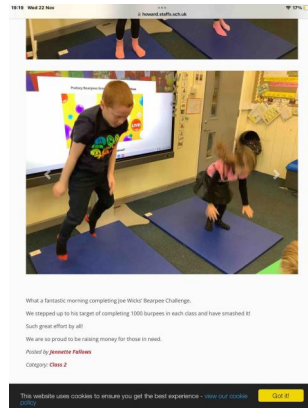 19:19 Wed 22 Nov
howard.staffs.sch.uk
37%
LIVE
What a fantastic morning completing Joe Wicks' Bearpee Challenge.
We stepped up to his target of completing 1000 burpees in each class and have smashed it!
Such great effort by all!
We are so proud to be raising money for those in need.
Posted by Jennette Fallows
Category: Class 2
This website uses cookies to ensure you get the best experience - view our cookie
policy
Got it!